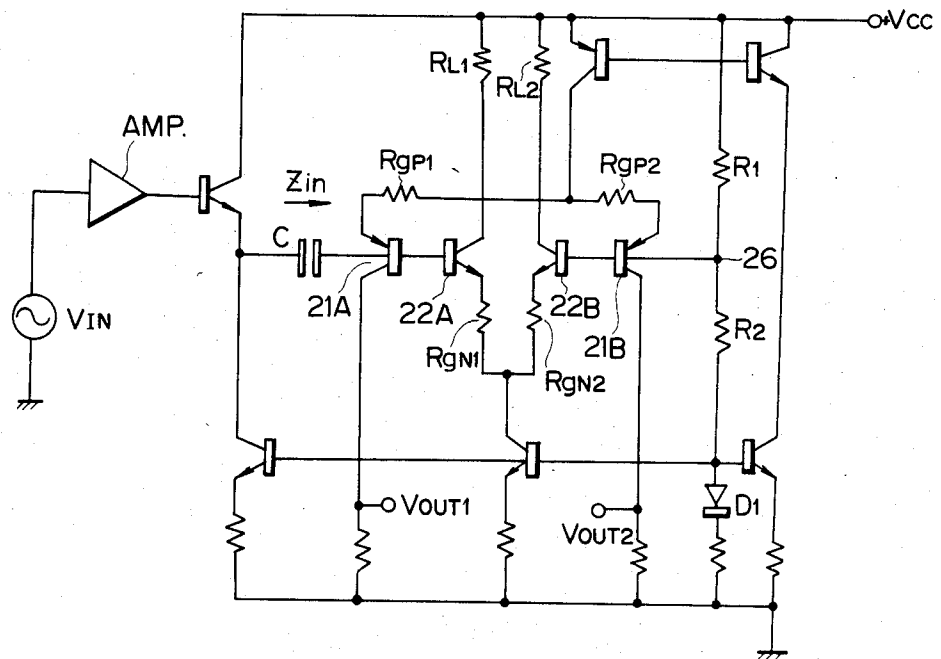 +VCC
RL1
RL2
AMP.
RgP1
RgP2
R1
Zin
C
26
21A
22A
22B
21B
R2
VIN
RgN1
RgN2
VOUT1
VOUT2
D1